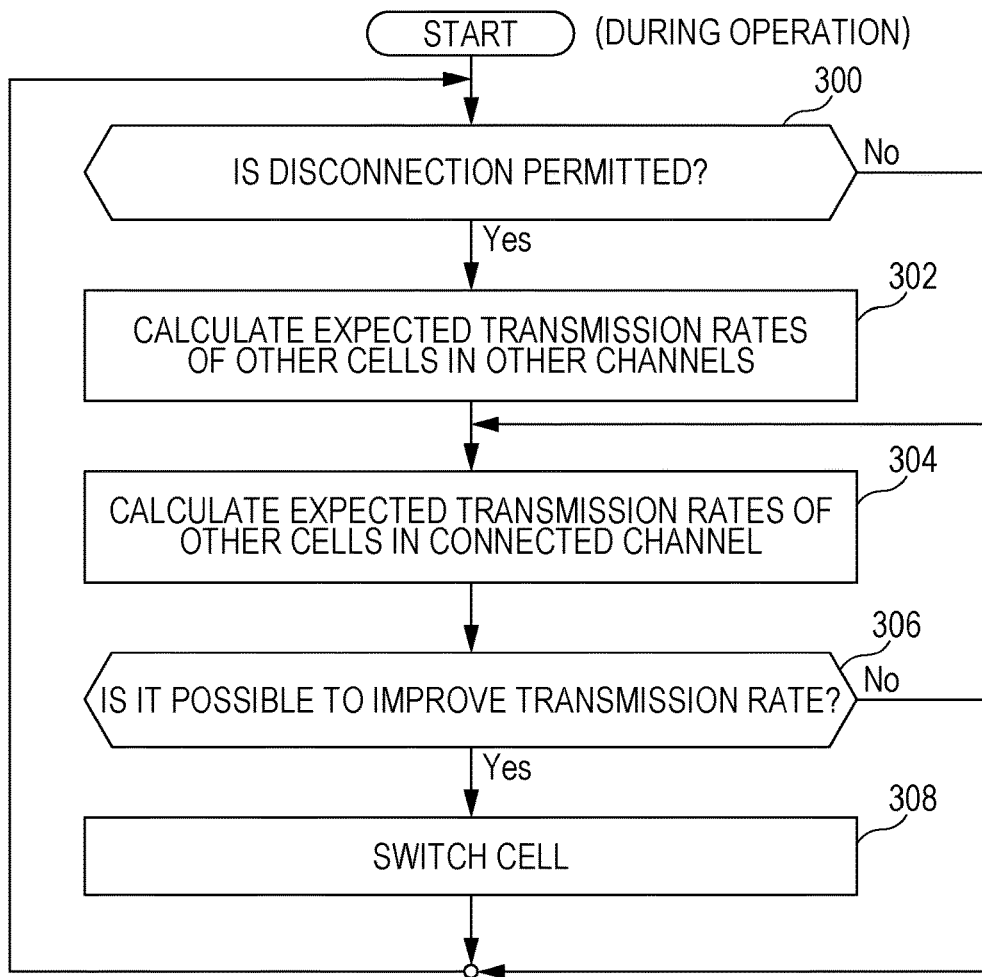 START (DURING OPERATION)
300
IS DISCONNECTION PERMITTED?
No
Yes
302
CALCULATE EXPECTED TRANSMISSION RATES
OF OTHER CELLS IN OTHER CHANNELS
304
CALCULATE EXPECTED TRANSMISSION RATES OF
OTHER CELLS IN CONNECTED CHANNEL
306
IS IT POSSIBLE TO IMPROVE TRANSMISSION RATE?
No
Yes
308
SWITCH CELL